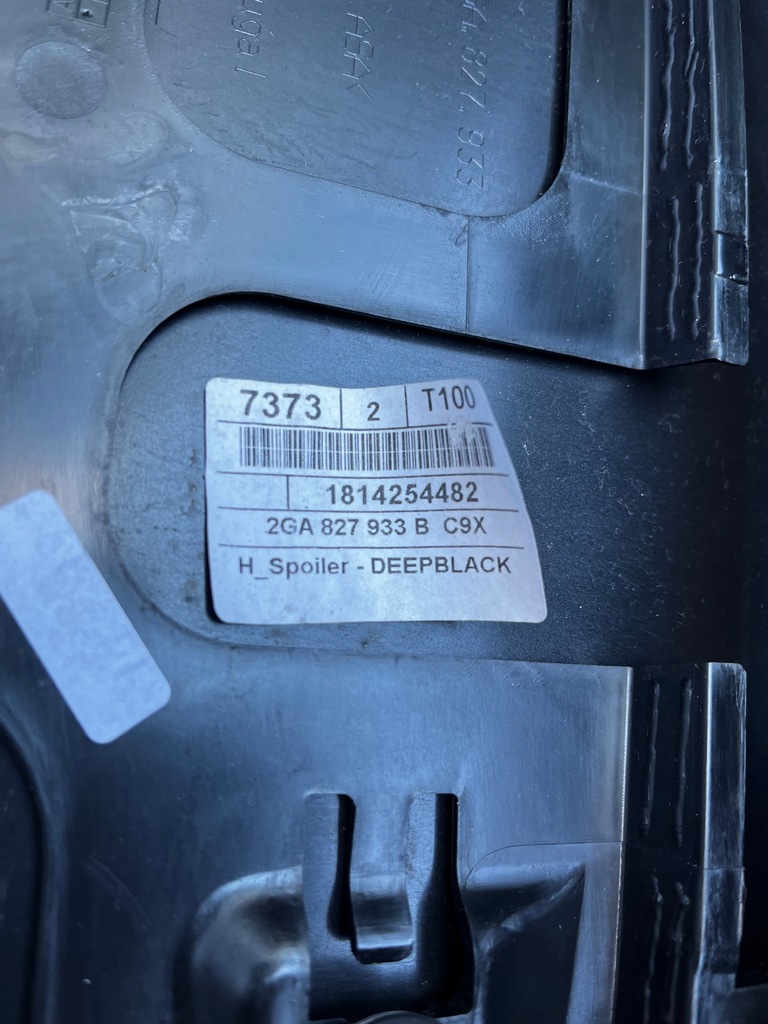 827.933
7373 2 T100
1814254482
2GA 827 933 B C9X
H_Spoiler - DEEPBLACK